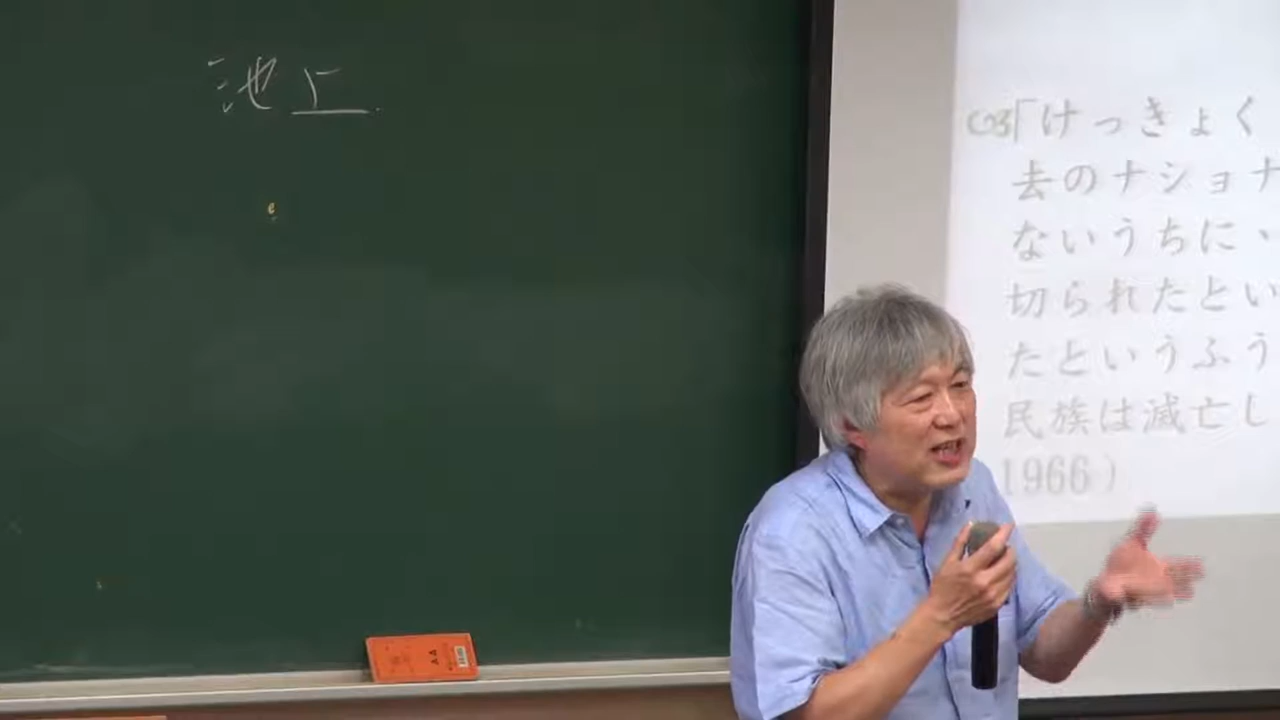 池上
「けっきょく
去のナショナ
ないうちに、
切られたとい
たというふう
民族は滅亡し
1966）